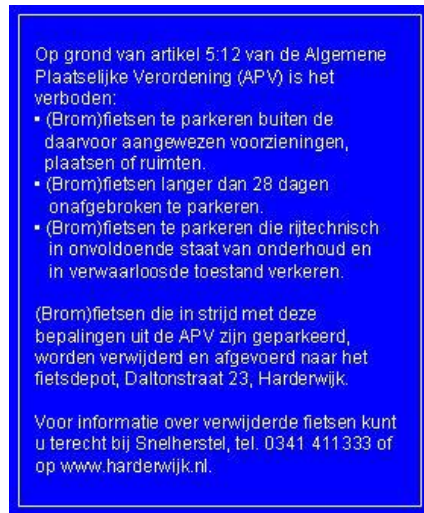 Op grond van artikel 5:12 van de Algemene
Plaatselijke Verordening (APV) is het
verboden:
▪ (Brom)fietsen te parkeren buiten de
daarvoor aangewezen voorzieningen,
plaatsen of ruimten.
▪ (Brom)fietsen langer dan 28 dagen
onafgebroken te parkeren.
▪ (Brom)fietsen te parkeren die rijtechnisch
in onvoldoende staat van onderhoud en
in verwaarloosde toestand verkeren.
(Brom)fietsen die in strijd met deze
bepalingen uit de APV zijn geparkeerd,
worden verwijderd en afgevoerd naar het
fietsdepot, Daltonstraat 23, Harderwijk.
Voor informatie over verwijderde fietsen kunt
u terecht bij Snelherstel, tel. 0341 411333 of
op www.harderwijk.nl.